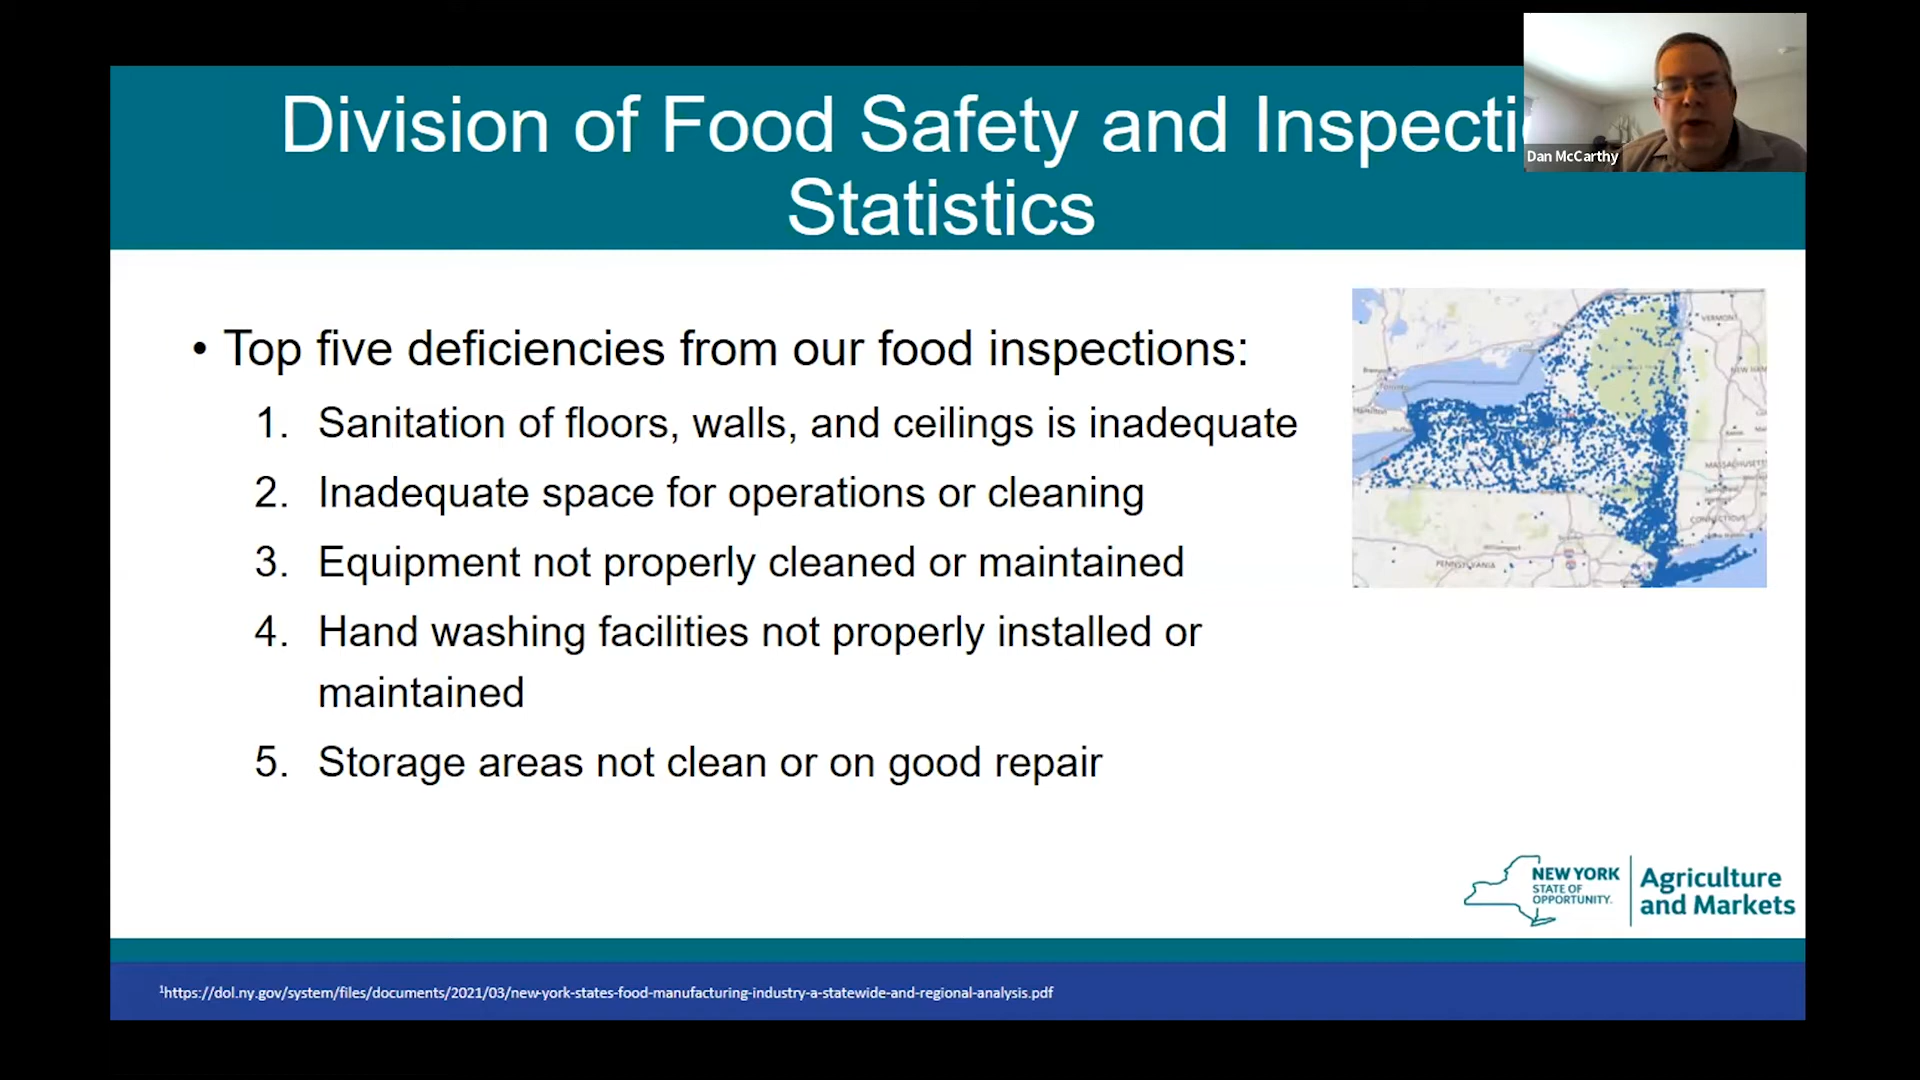 Division of Food Safety and Inspecti
Statistics
Dan McCarthy
• Top five deficiencies from our food inspections:
1. Sanitation of floors, walls, and ceilings is inadequate
2. Inadequate space for operations or cleaning
3. Equipment not properly cleaned or maintained
4. Hand washing facilities not properly installed or
maintained
5. Storage areas not clean or on good repair
VERMONT
NEW HAM
MASSACHUSETT
CONNECTICUT
PENNSYLVANIA
NEW YORK
STATE OF
OPPORTUNITY.
Agriculture
and Markets
¹https://dol.ny.gov/system/files/documents/2021/03/new-york-states-food-manufacturing-industry-a-statewide-and-regional-analysis.pdf